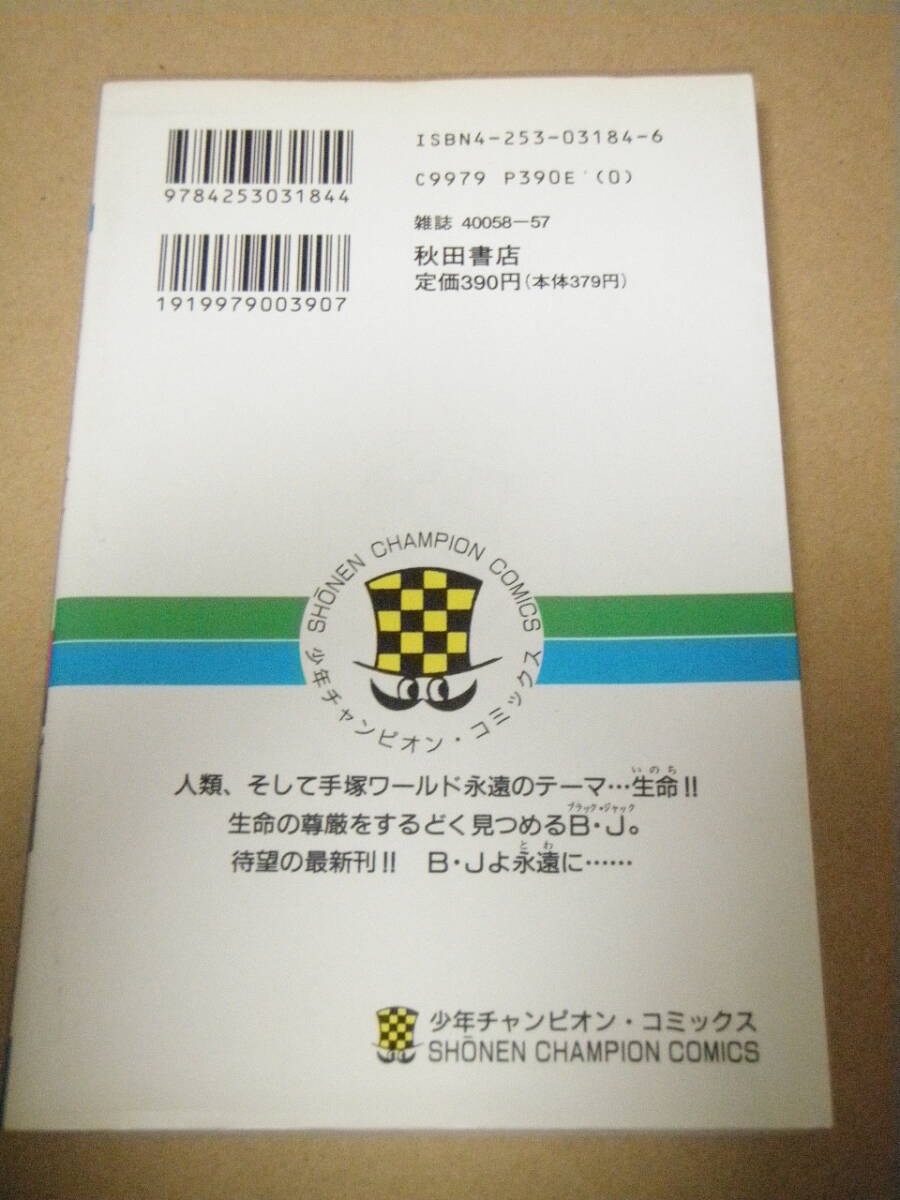 ISBN4-253-03184-6
9784253031844
C9979 P390E (0)
雑誌 40058-57
秋田書店
定価390円(本体379円)
1919979003907
SHŌNEN CHAMPION COMICS
少年チャンピオン・コミックス
いのち
人類、そして手塚ワールド永遠のテーマ…生命!!
ブラック・ジャック
生命の尊厳をするどく見つめるB・J。
とわ
待望の最新刊!! B・Jよ永遠に……
少年チャンピオン・コミックス
SHŌNEN CHAMPION COMICS